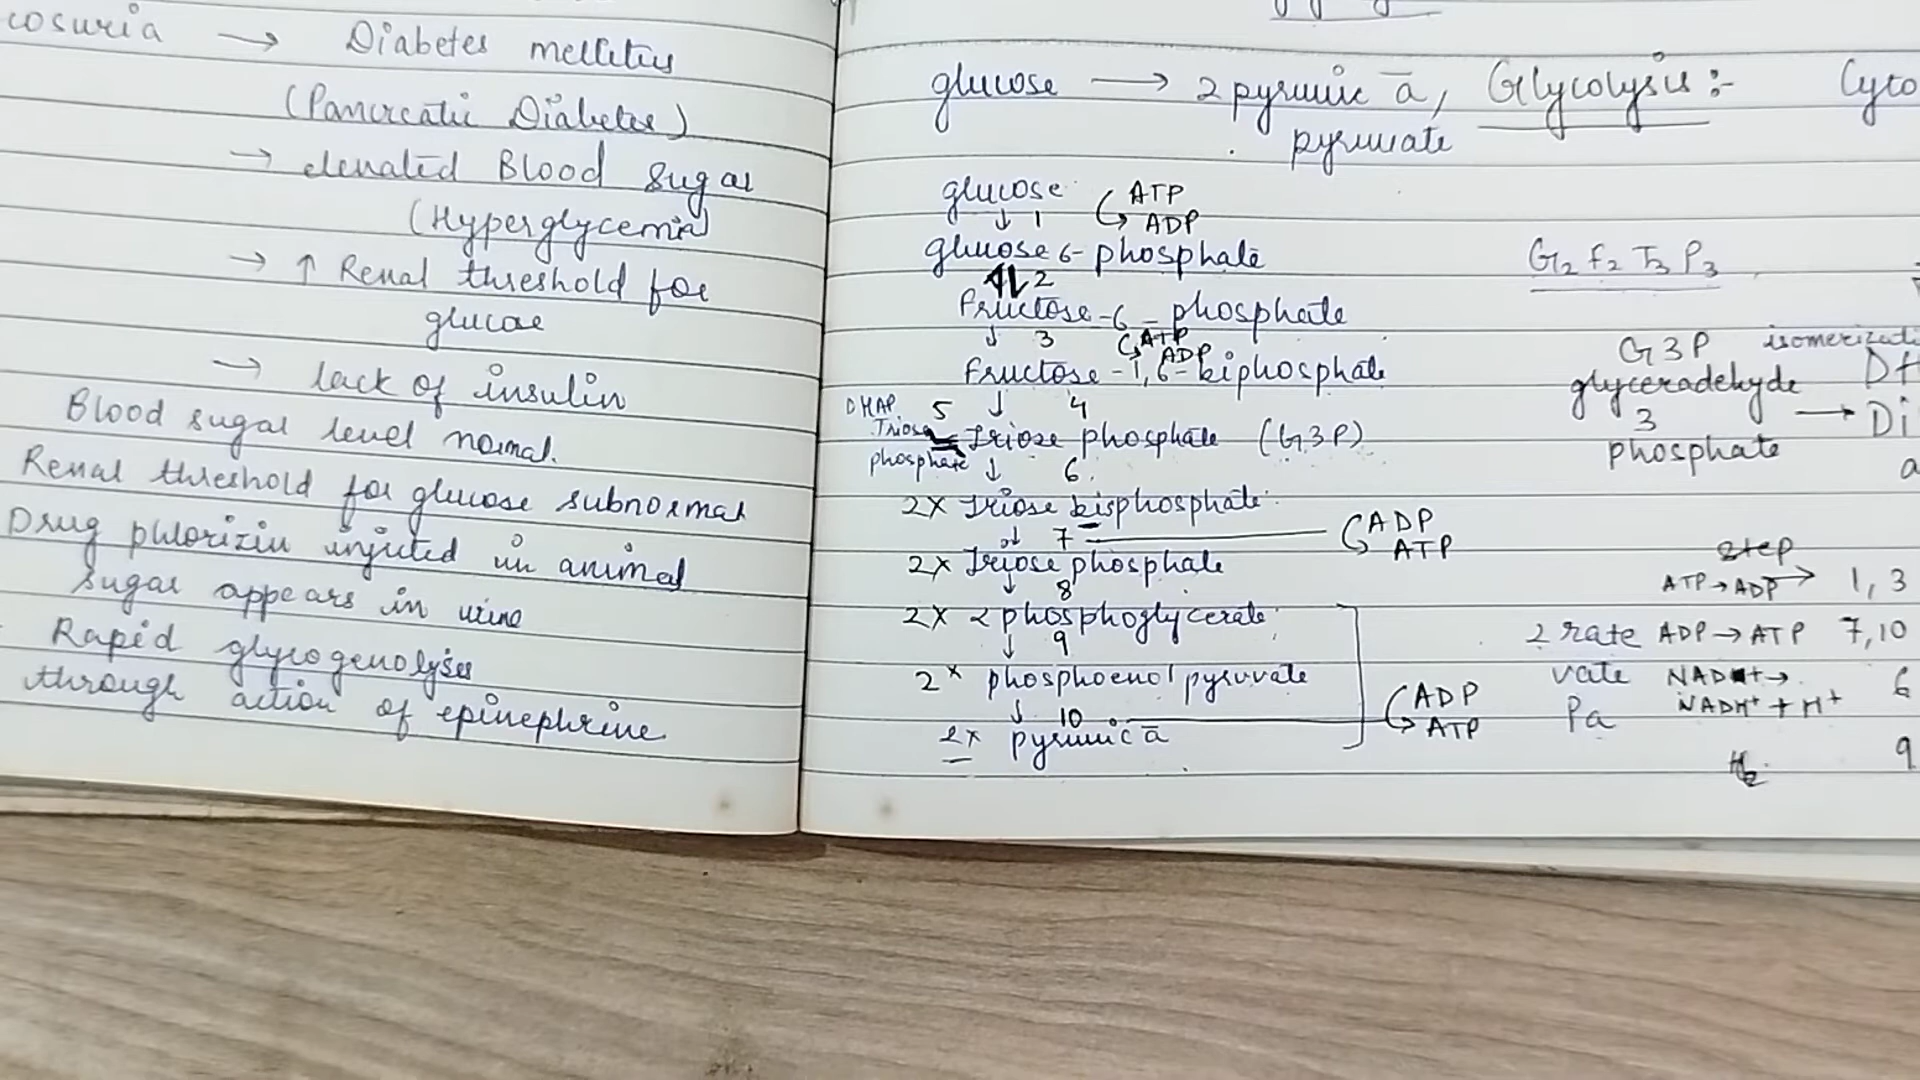 cosuria → Diabetes mellitus
(Pancreatic Diabetes)
→ elevated Blood Sugar
(Hyperglycemia)
→ ↑ Renal threshold for
glucose
→ lack of insulin
Blood sugar level normal.
Renal threshold for glucose subnormal
Drug phlorizin injected in animal
sugar appears in urine
Rapid glycogenolysis
through action of epinephrine
glucose → 2 pyruvic ā, Glycolysis :- Cyto
pyruvate
glucose ATP
↓ 1 ADP
glucose 6- phosphate
2
G2 F2 T3 P3
fructose - 6 - phosphate
↓ 3 ATP
ADP
fructose - 1, 6 - biphosphate
DHAP 5 ↓ 4
Triose
phosphate
Triose phosphate (G3P)
↓ 6
G3P isomerizati
glyceradehyde
3 → Di
phosphate a
2x Triose bisphosphate
↓ 7 ADP
ATP
2x Triose phosphate
↓ 8
2x 2 phosphoglycerate
↓ 9
2x phosphoenol pyruvate
↓ 10 ADP
ATP
2x pyruvic ā
step
ATP → ADP → 1, 3
2 rate ADP → ATP 7, 10
vate NAD + → 6
NADH+ + H+
Pa
9